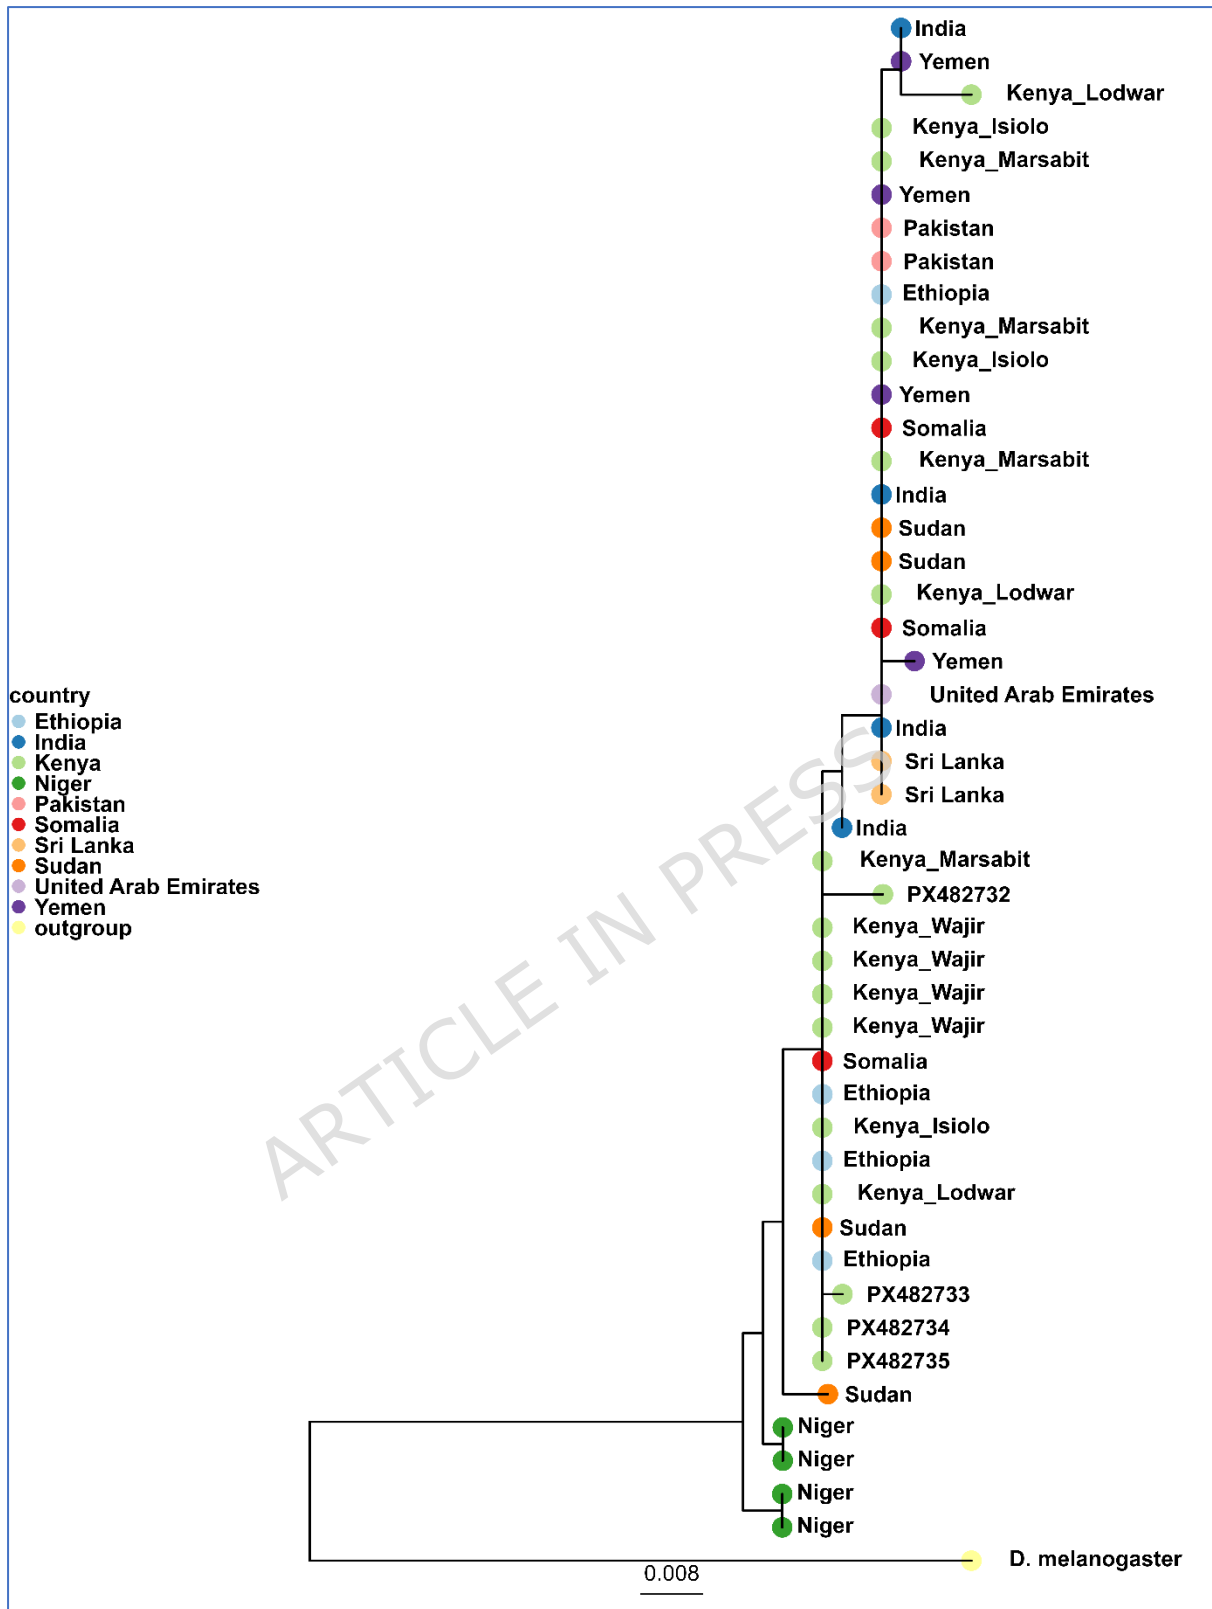 India
Yemen
Kenya_Lodwar
Kenya_Isiolo
Kenya_Marsabit
Yemen
Pakistan
Pakistan
Ethiopia
Kenya_Marsabit
Kenya_Isiolo
Yemen
Somalia
Kenya_Marsabit
India
Sudan
Sudan
Kenya_Lodwar
Somalia
Yemen
United Arab Emirates
India
Sri Lanka
Sri Lanka
India
Kenya_Marsabit
PX482732
Kenya_Wajir
Kenya_Wajir
Kenya_Wajir
Kenya_Wajir
Somalia
Ethiopia
Kenya_Isiolo
Ethiopia
Kenya_Lodwar
Sudan
Ethiopia
PX482733
PX482734
PX482735
Sudan
Niger
Niger
Niger
Niger
D. melanogaster
0.008
country
Ethiopia
India
Kenya
Niger
Pakistan
Somalia
Sri Lanka
Sudan
United Arab Emirates
Yemen
outgroup
ARTICLE IN PRESS